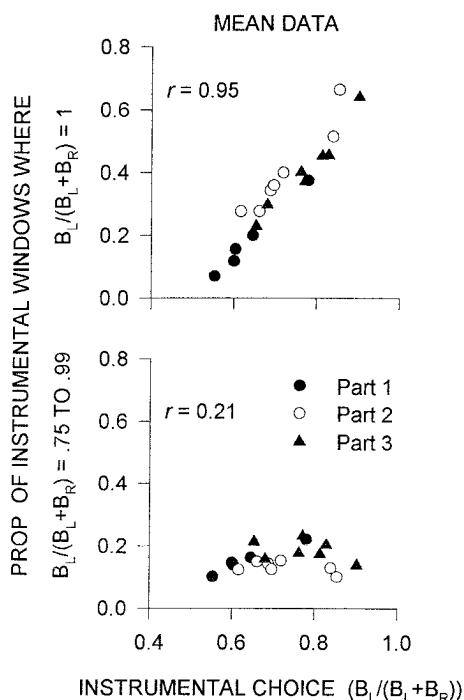 MEAN DATA
PROP OF INSTRUMENTAL WINDOWS WHERE
B_L/(B_L+B_R) = 1
0.8
0.6
0.4
0.2
0.0
r = 0.95
B_L/(B_L+B_R) = .75 TO .99
0.8
0.6
0.4
0.2
0.0
r = 0.21
Part 1
Part 2
Part 3
0.4 0.6 0.8 1.0
INSTRUMENTAL CHOICE (B_L/(B_L+B_R))